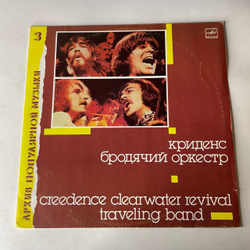 3
АРХИВ ПОПУЛЯРНОЙ МУЗЫКИ
криденс
бродячий оркестр
creedence clearwater revival
traveling band